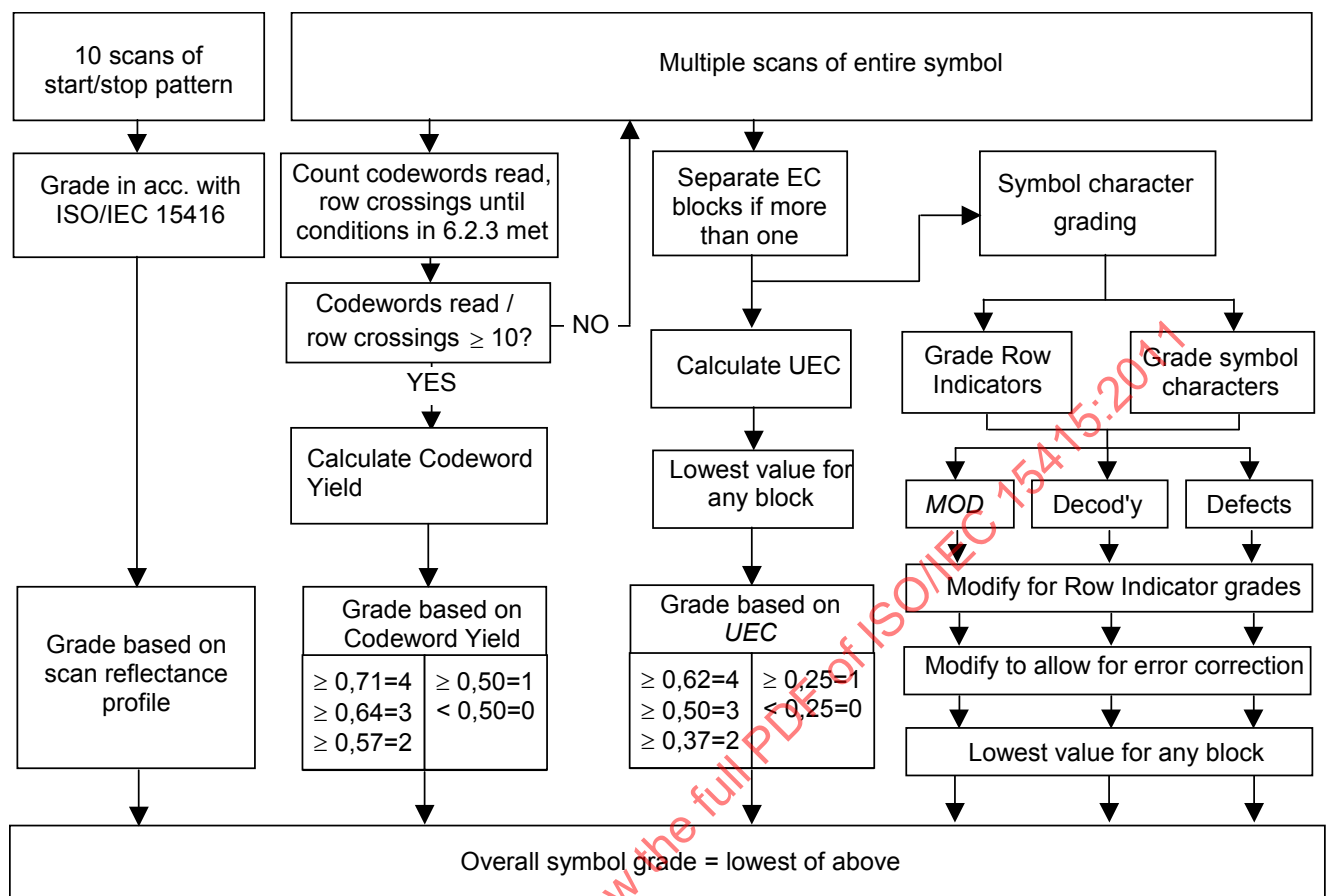 10 scans of
start/stop pattern
Multiple scans of entire symbol
Grade in acc. with
ISO/IEC 15416
Count codewords read,
row crossings until
conditions in 6.2.3 met
Separate EC
blocks if more
than one
Symbol character
grading
Codewords read /
row crossings ≥ 10?
NO
YES
Calculate UEC
Grade Row
Indicators
Grade symbol
characters
Calculate Codeword
Yield
Lowest value for
any block
MOD
Decod'y
Defects
Modify for Row Indicator grades
Grade based on
scan reflectance
profile
Grade based on
Codeword Yield
≥ 0,71=4
≥ 0,64=3
≥ 0,57=2
≥ 0,50=1
< 0,50=0
Grade based on
UEC
≥ 0,62=4
≥ 0,50=3
≥ 0,37=2
≥ 0,25=1
< 0,25=0
Modify to allow for error correction
Lowest value for any block
Overall symbol grade = lowest of above
w the full PDF of ISO/IEC 15415:2011